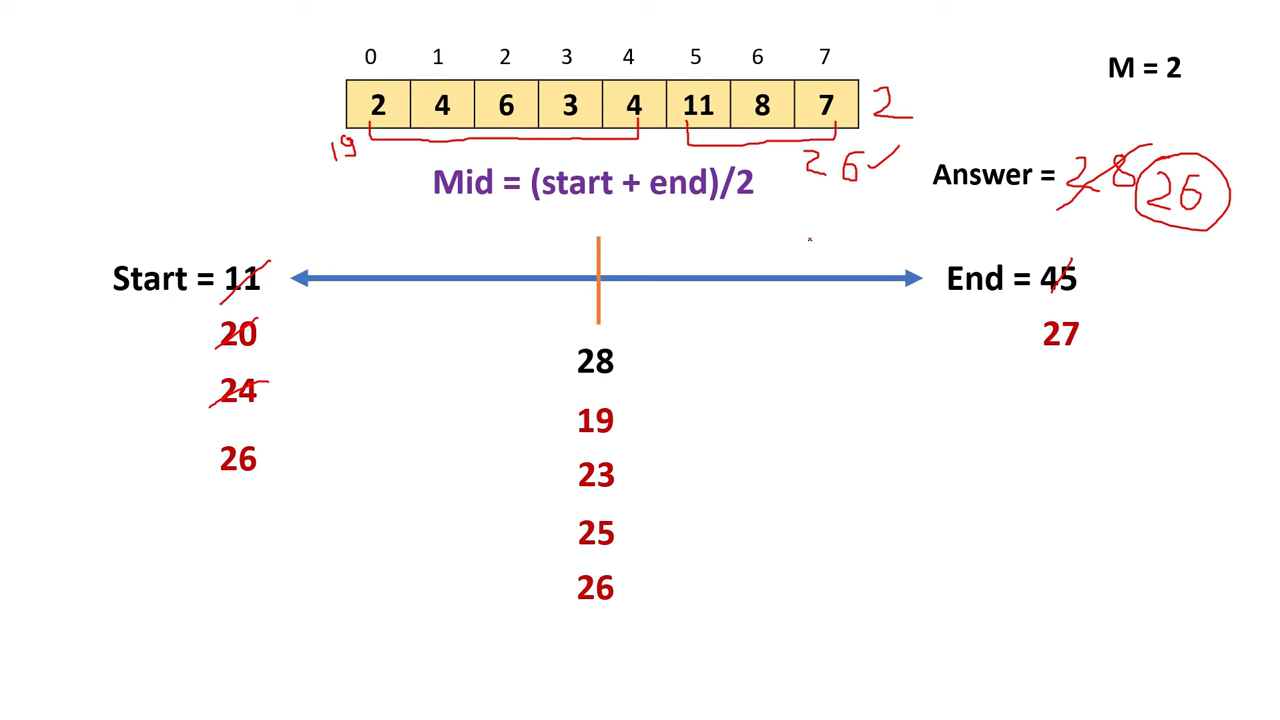 0 1 2 3 4 5 6 7
M = 2
2 4 6 3 4 11 8 7 2
19
26
Mid = (start + end)/2
Answer = 28 26
Start = 11
End = 45
20
27
28
24
19
26
23
25
26